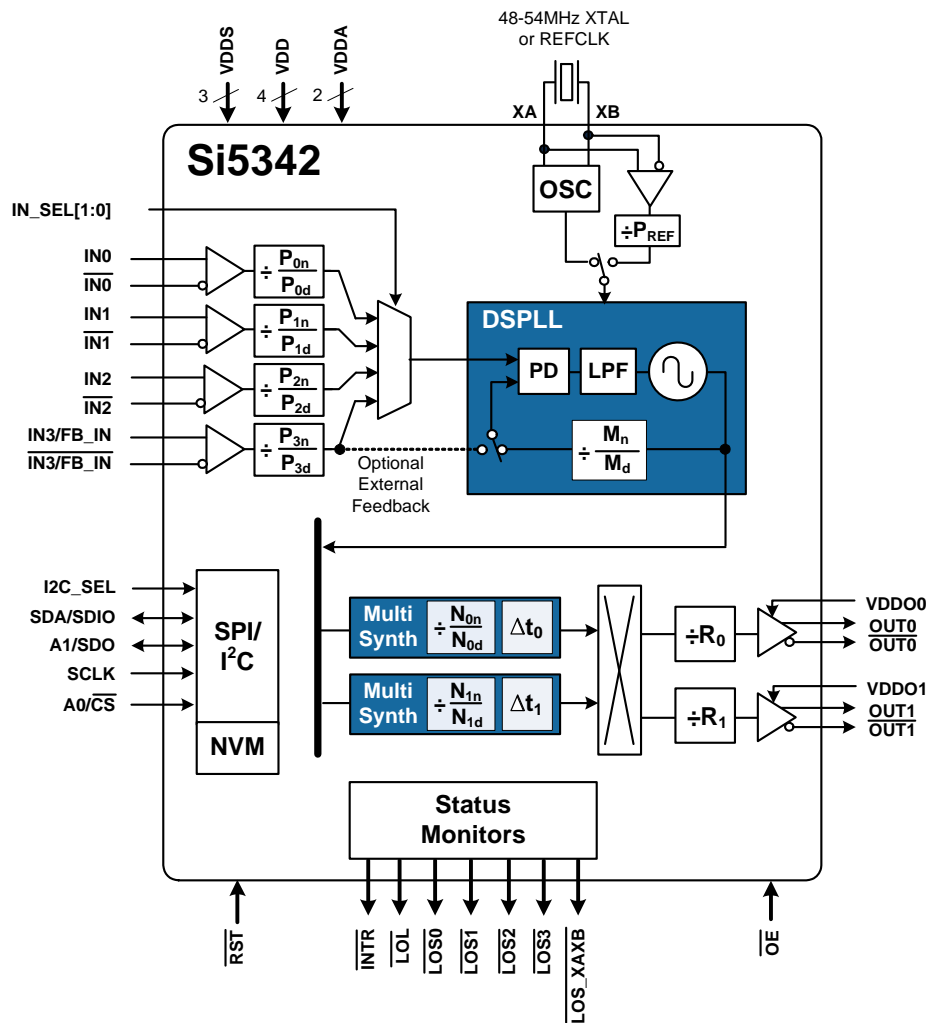 48-54MHz XTAL
or REFCLK
VDDS
VDD
VDDA
3
4
2
XA
XB
Si5342
OSC
÷PREF
IN_SEL[1:0]
IN0
IN0
÷ P0n
P0d
IN1
IN1
÷ P1n
P1d
IN2
IN2
÷ P2n
P2d
IN3/FB_IN
IN3/FB_IN
÷ P3n
P3d
DSPLL
PD
LPF
÷ Mn
Md
Optional
External
Feedback
I2C_SEL
SDA/SDIO
A1/SDO
SCLK
A0/CS
SPI/
I²C
NVM
Multi
Synth
÷ N0n
N0d
Δt0
Multi
Synth
÷ N1n
N1d
Δt1
÷R0
÷R1
VDDO0
OUT0
OUT0
VDDO1
OUT1
OUT1
Status
Monitors
RST
INTR
LOL
LOS0
LOS1
LOS2
LOS3
LOS_XAXB
OE